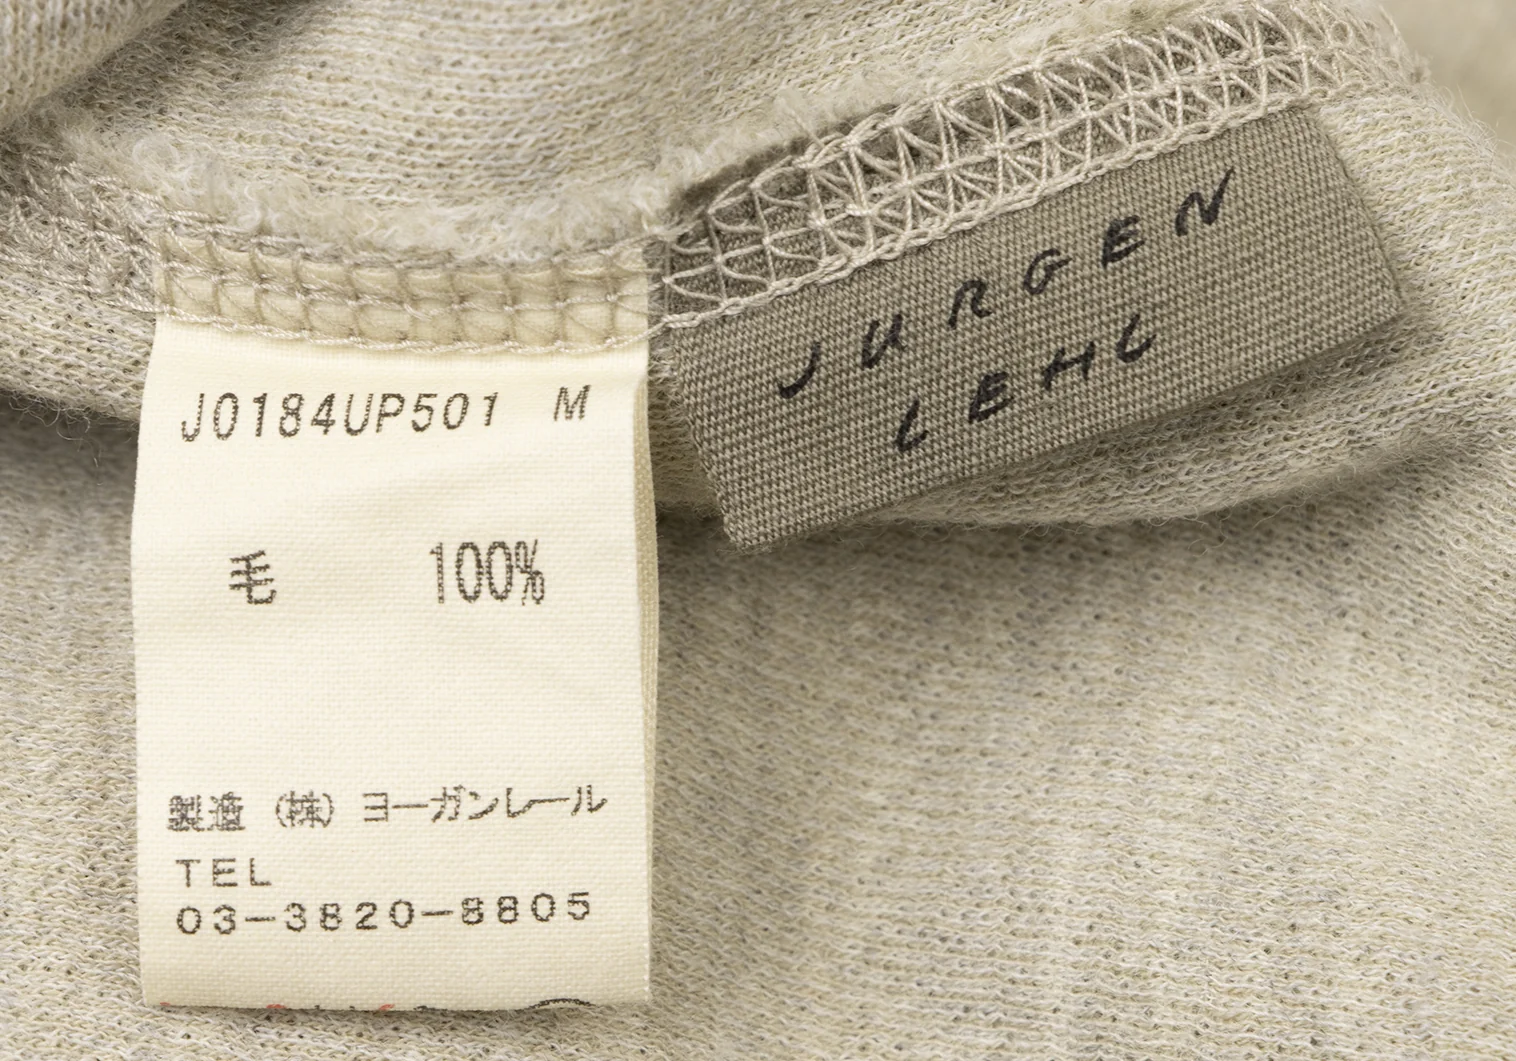 J0184UP501 M
毛 100%
製造 (株) ヨーガンレール
TEL
03-3820-8805
JURGEN
LEHL